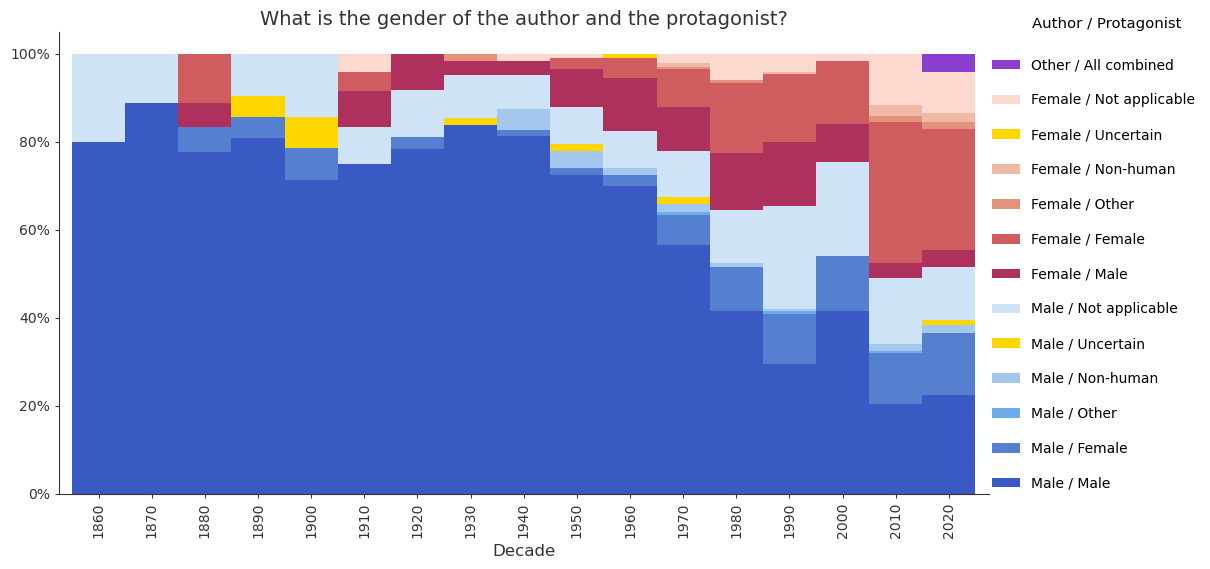 What is the gender of the author and the protagonist?
Author / Protagonist
100%
80%
60%
40%
20%
0%
Other / All combined
Female / Not applicable
Female / Uncertain
Female / Non-human
Female / Other
Female / Female
Female / Male
Male / Not applicable
Male / Uncertain
Male / Non-human
Male / Other
Male / Female
Male / Male
1860
1870
1880
1890
1900
1910
1920
1930
1940
1950
1960
1970
1980
1990
2000
2010
2020
Decade